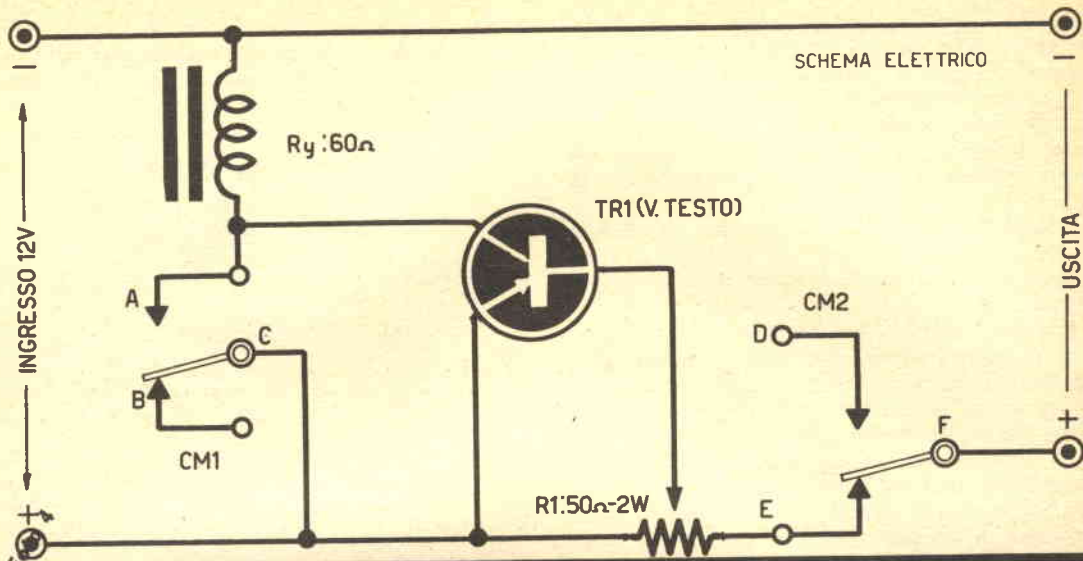 SCHEMA ELETTRICO
Ry:60Ω
TR1(V. TESTO)
INGRESSO 12V
USCITA
A
C
B
CM1
CM2
D
F
R1:50Ω-2W
E
−
+
−
+